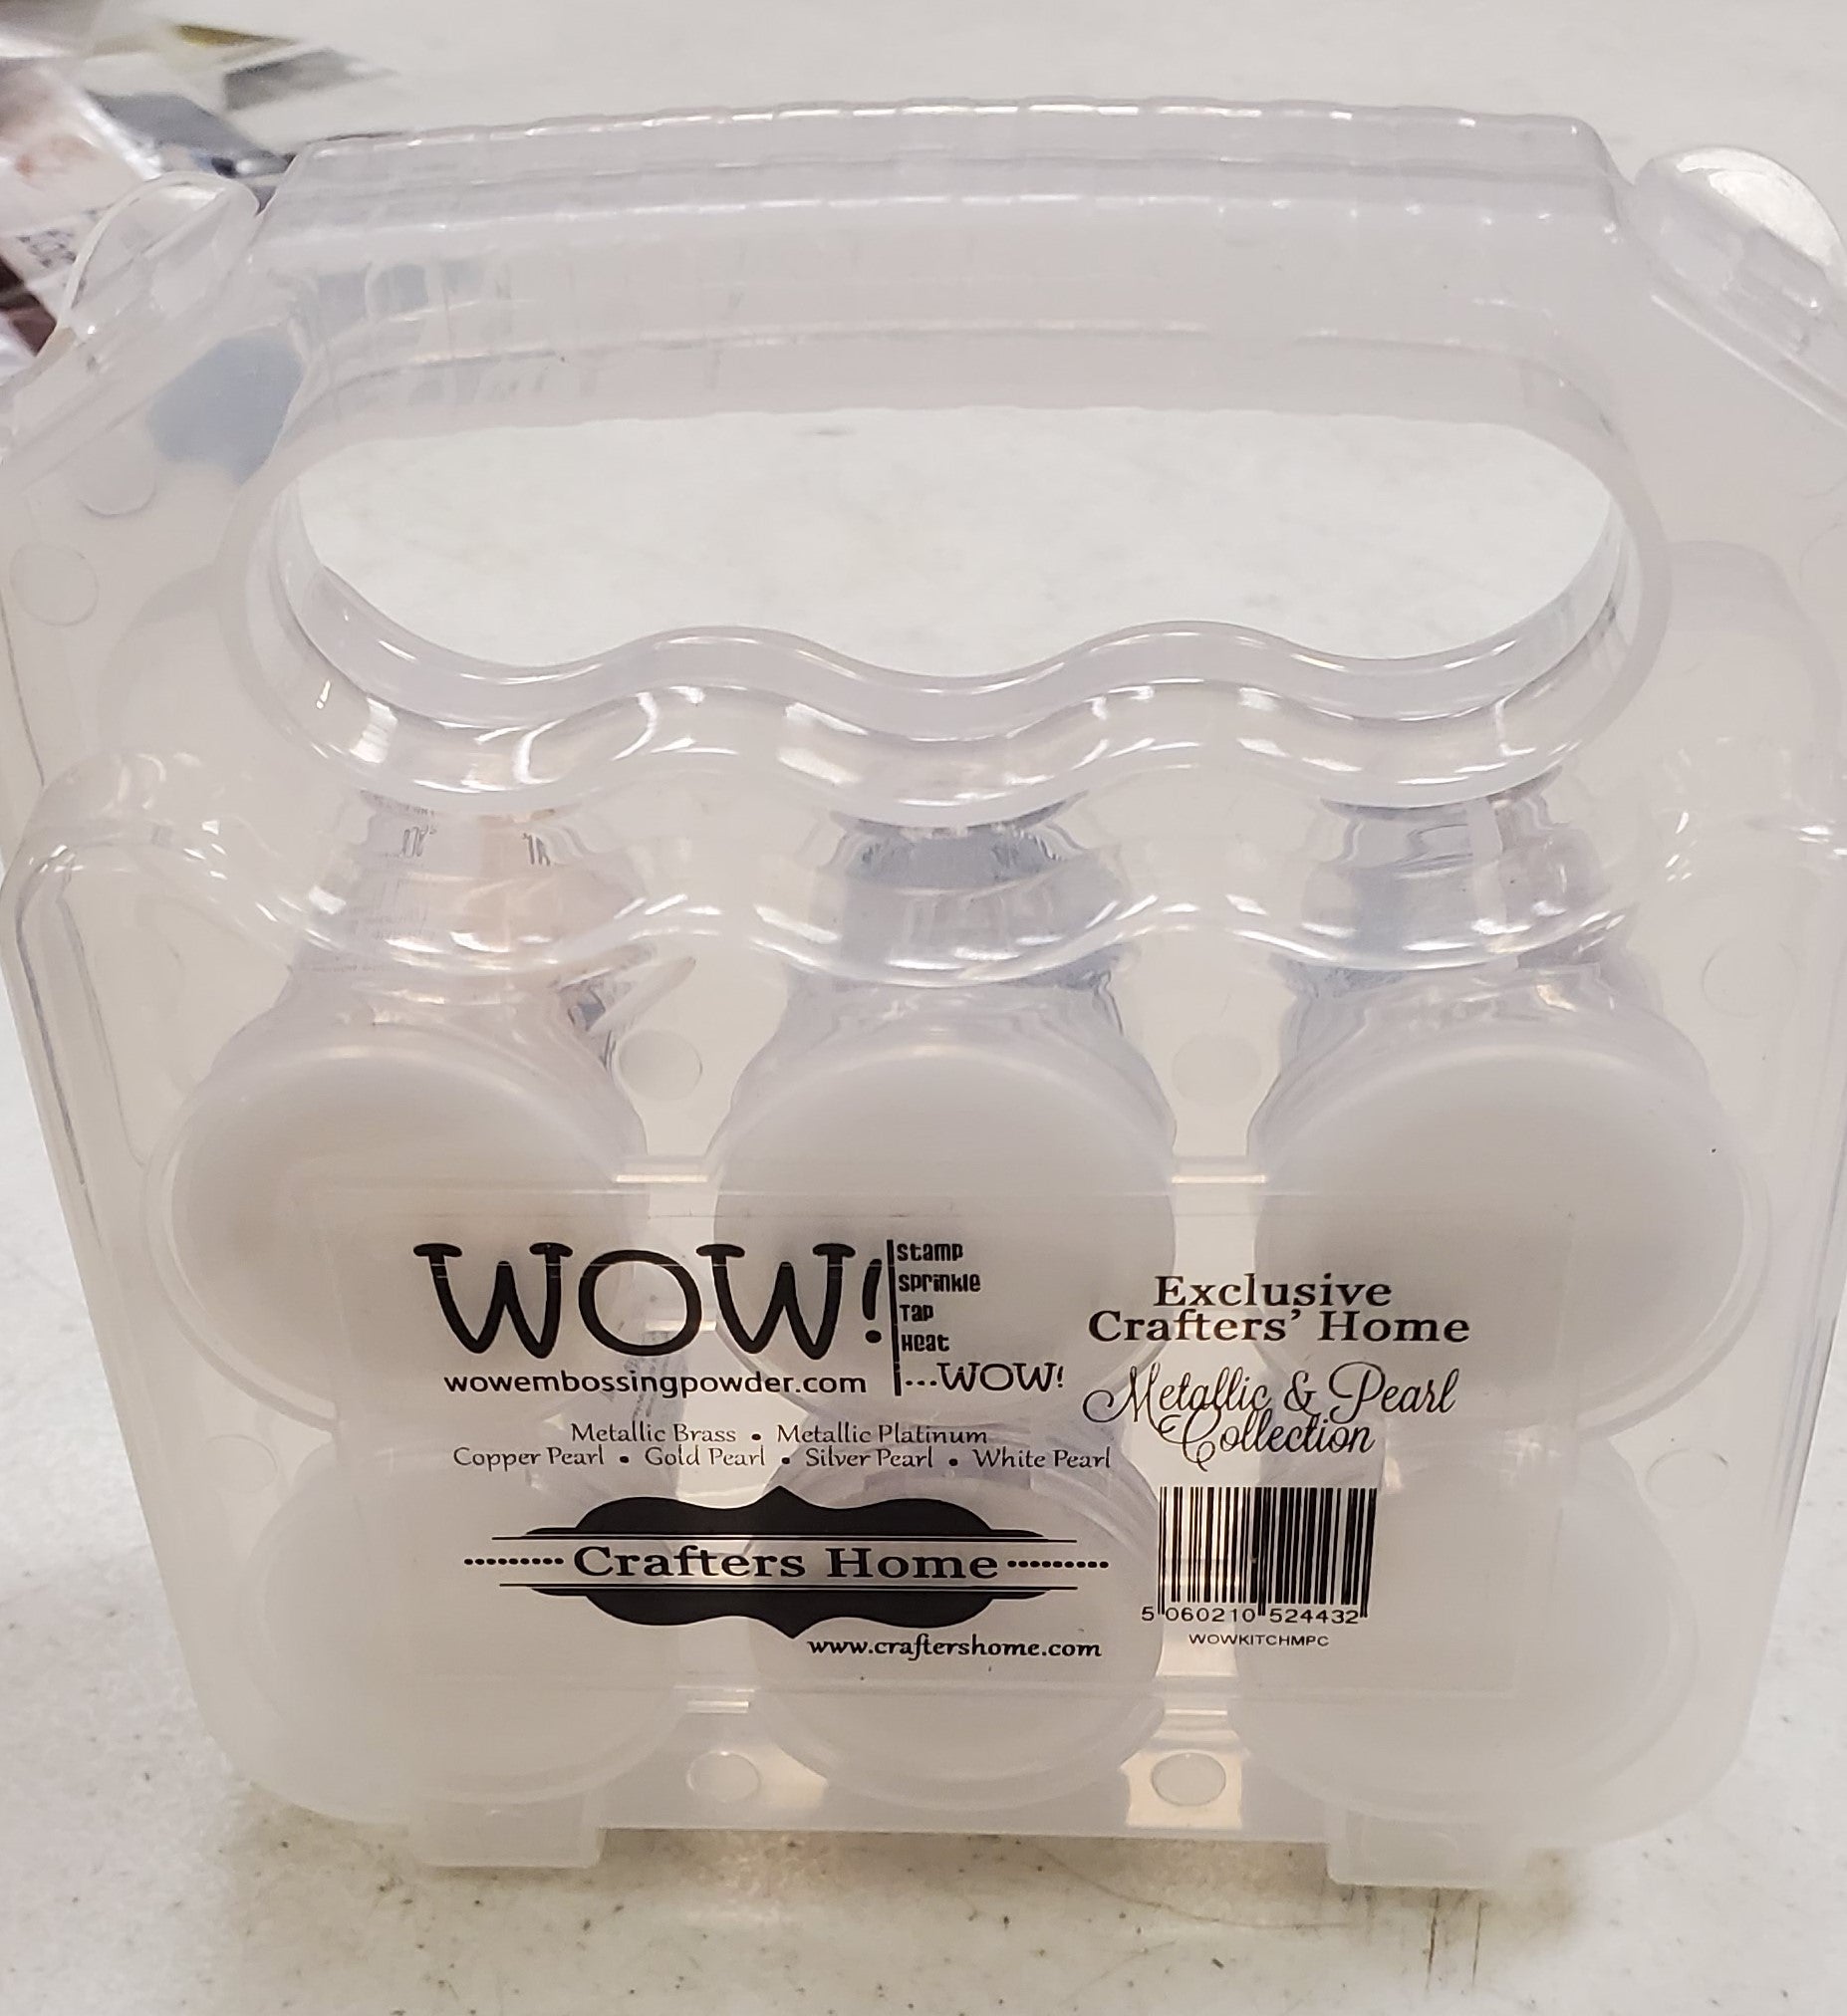 WOW!
stamp
sprinkle
Tap
Heat
...WOW!
wowembossingpowder.com
Metallic Brass • Metallic Platinum
Copper Pearl • Gold Pearl • Silver Pearl • White Pearl
Crafters Home
www.craftershome.com
Exclusive
Crafters' Home
Metallic & Pearl
Collection
5 060210 524432
WOWKITCHMPC